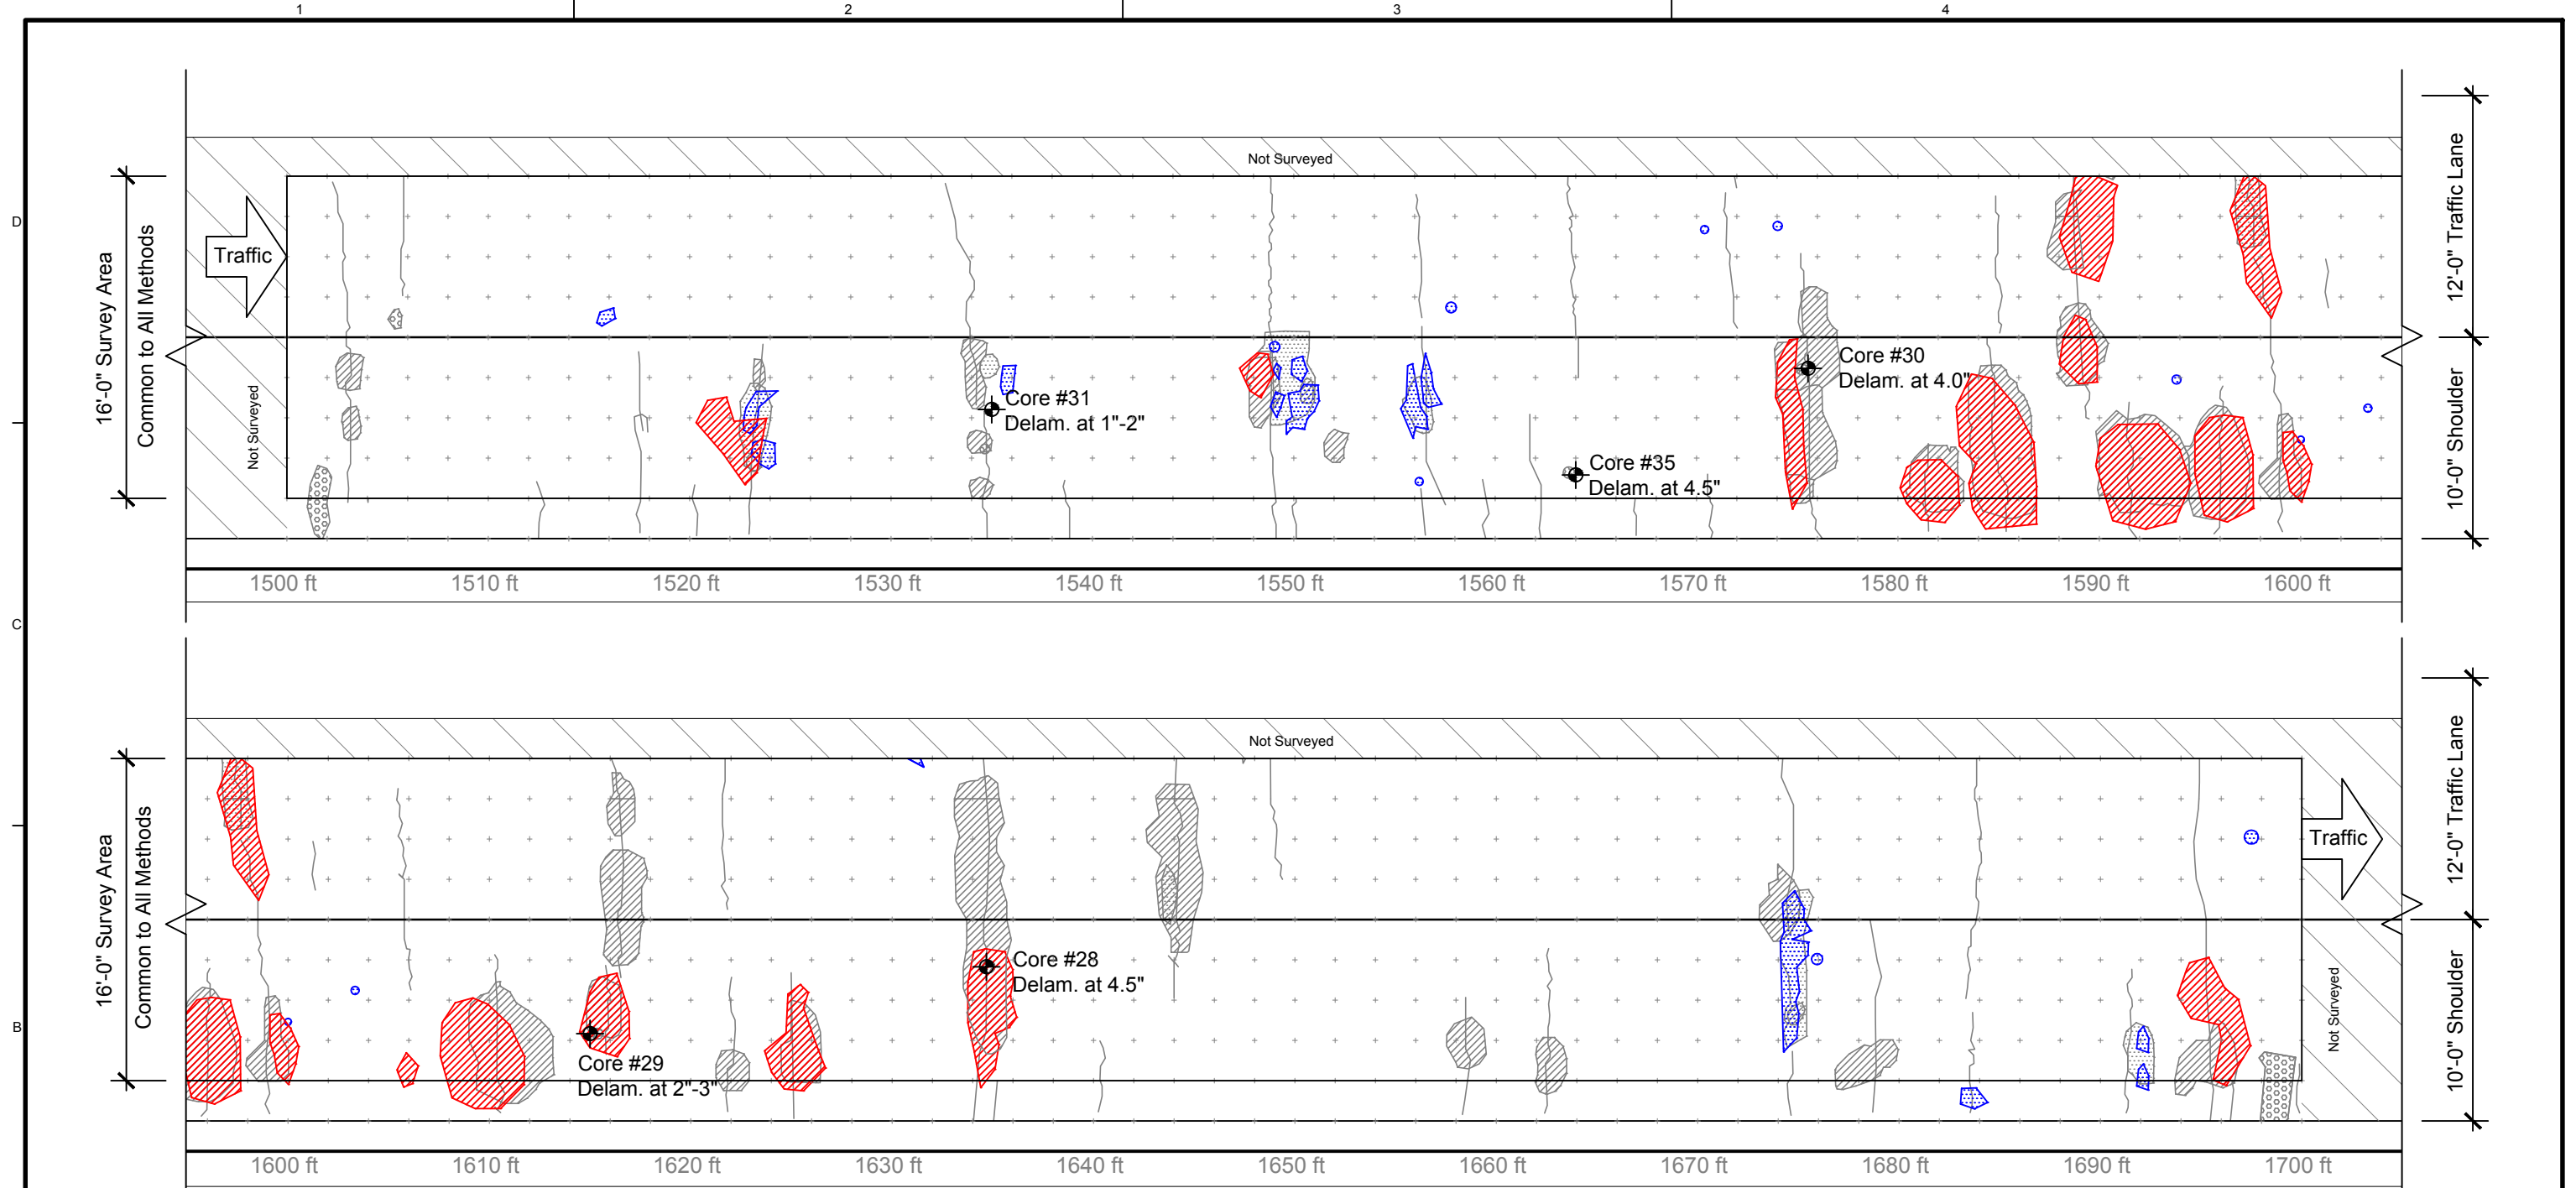 1 2 3 4
D
C
B
Not Surveyed
Traffic
16'-0" Survey Area
Common to All Methods
Not Surveyed
Core #31
Delam. at 1"-2"
Core #35
Delam. at 4.5"
Core #30
Delam. at 4.0"
12'-0" Traffic Lane
10'-0" Shoulder
1500 ft 1510 ft 1520 ft 1530 ft 1540 ft 1550 ft 1560 ft 1570 ft 1580 ft 1590 ft 1600 ft
Not Surveyed
16'-0" Survey Area
Common to All Methods
Core #29
Delam. at 2"-3"
Core #28
Delam. at 4.5"
Traffic
Not Surveyed
12'-0" Traffic Lane
10'-0" Shoulder
1600 ft 1610 ft 1620 ft 1630 ft 1640 ft 1650 ft 1660 ft 1670 ft 1680 ft 1690 ft 1700 ft